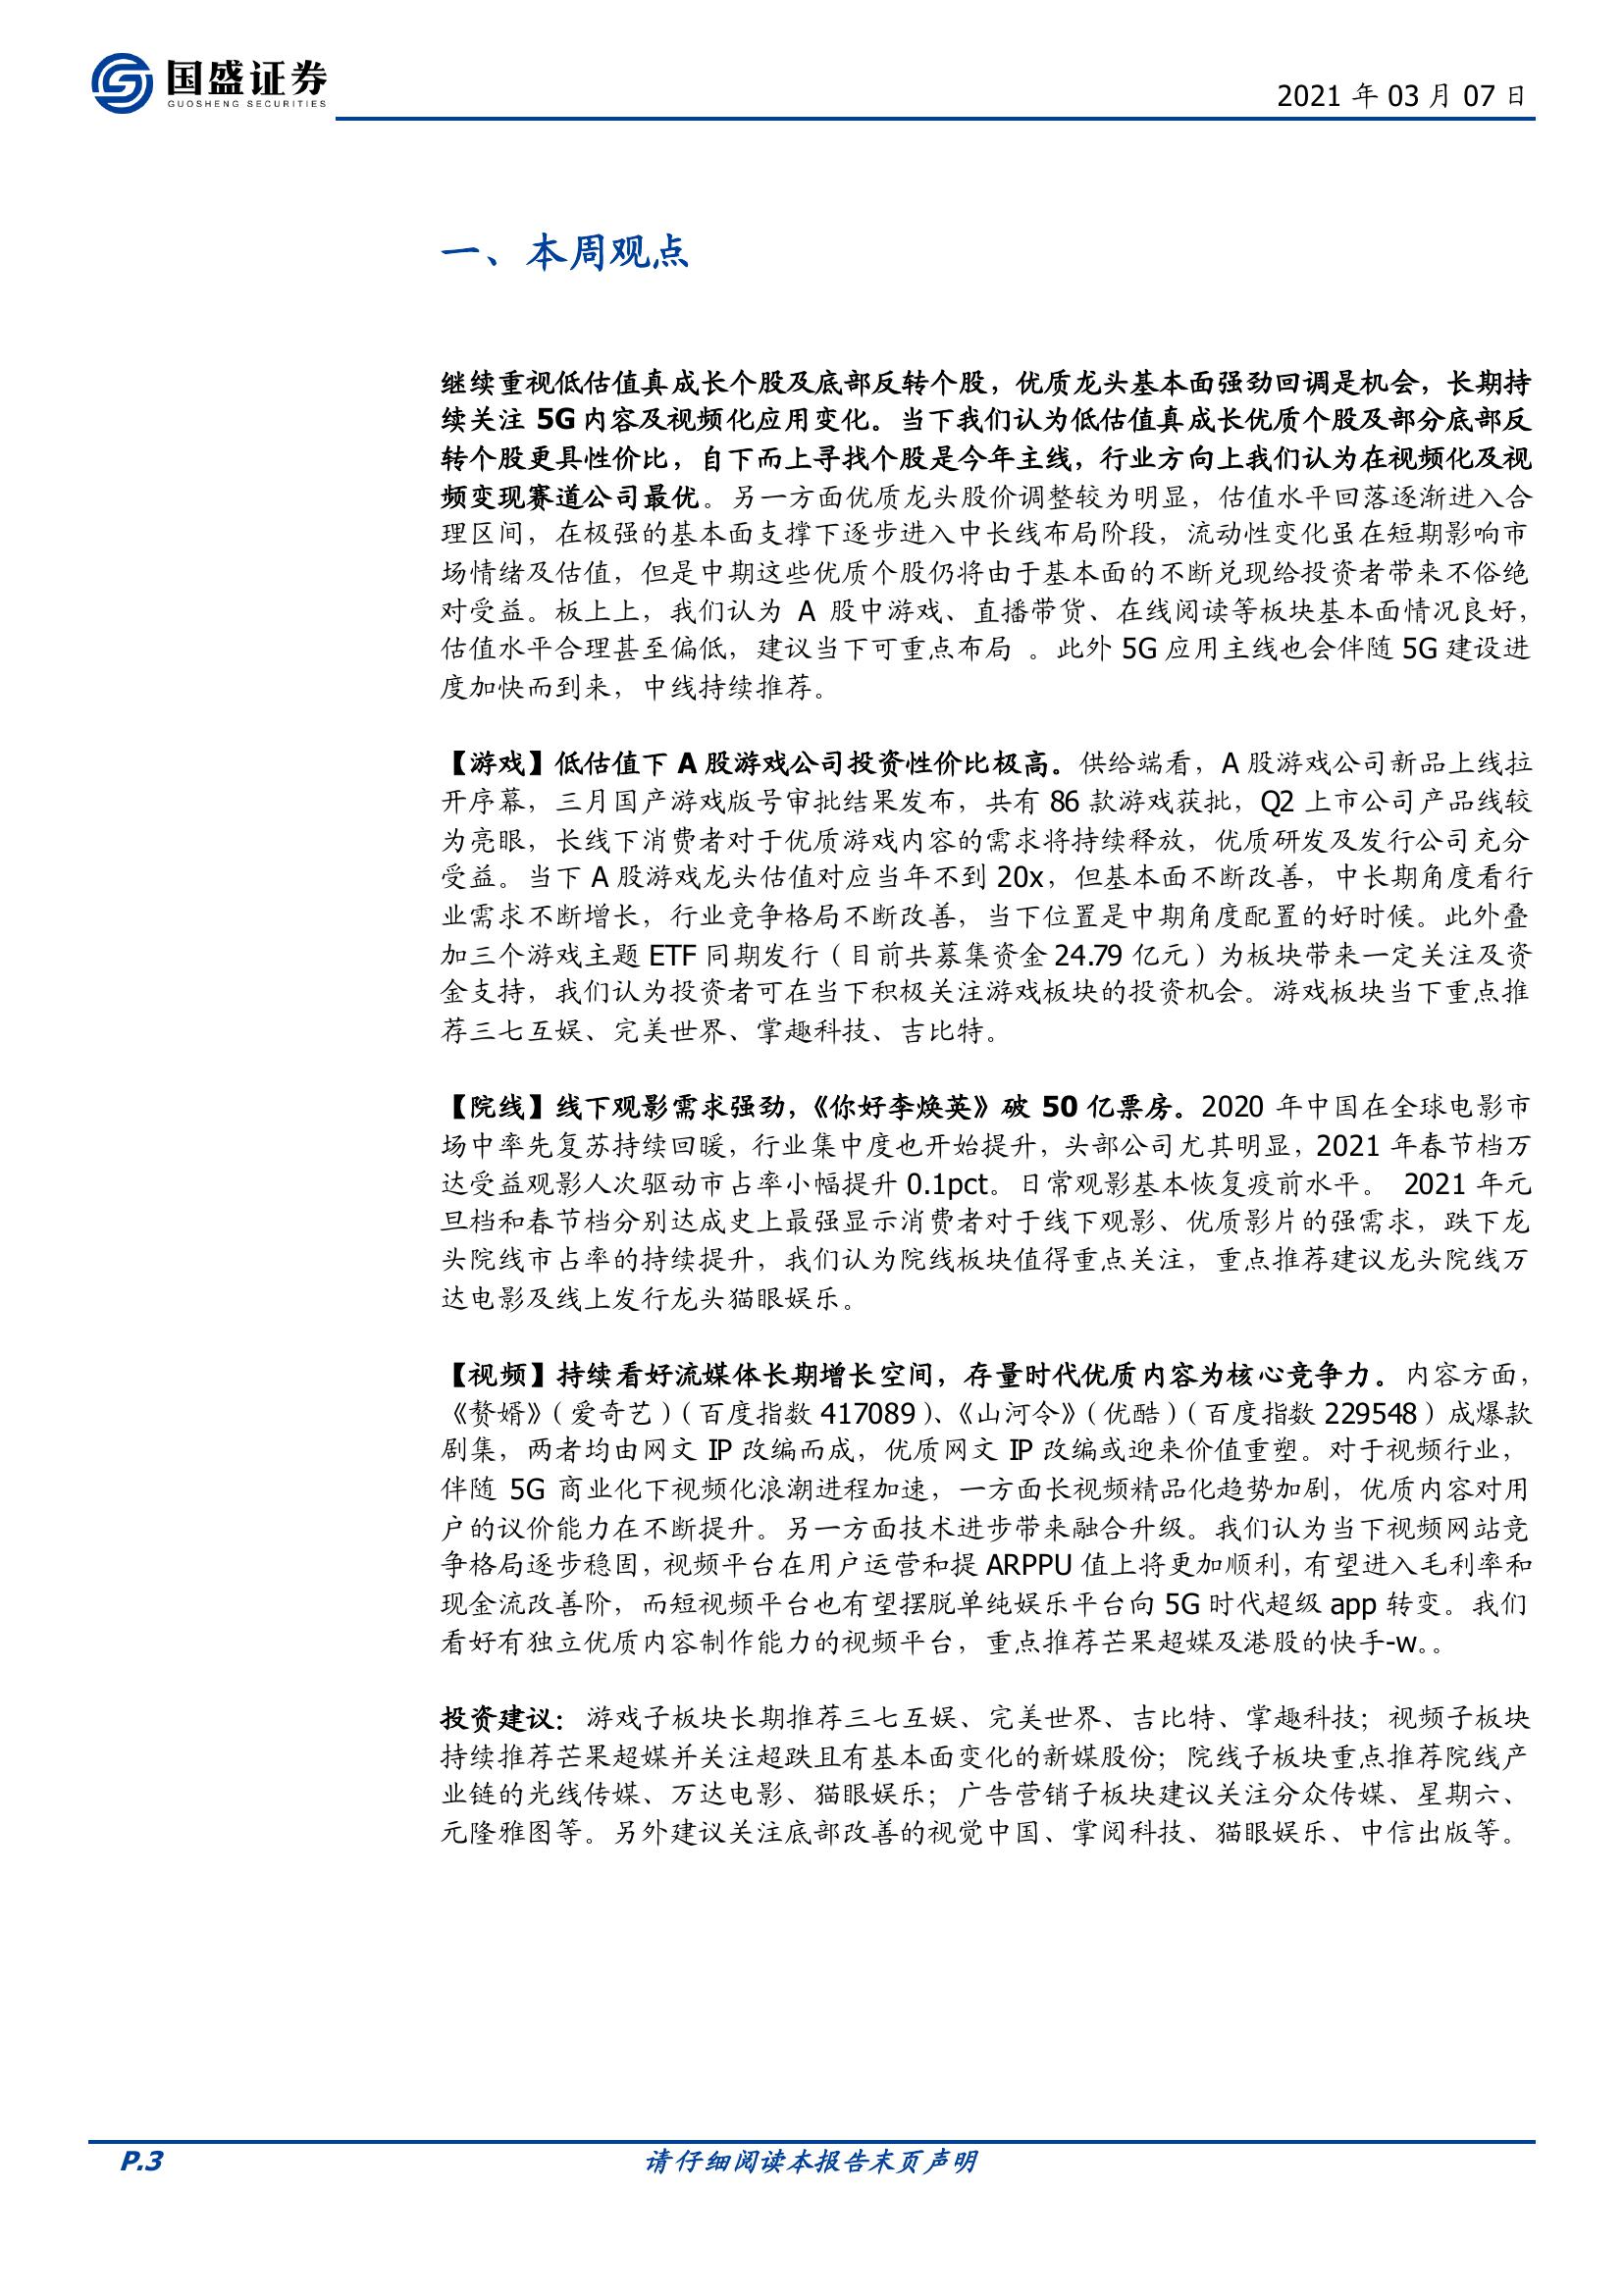 国盛证券
GUOSHENG SECURITIES
2021 年 03 月 07 日
一、本周观点
继续重视低估值真成长个股及底部反转个股，优质龙头基本面强劲回调是机会，长期持
续关注 5G 内容及视频化应用变化。当下我们认为低估值真成长优质个股及部分底部反
转个股更具性价比，自下而上寻找个股是今年主线，行业方向上我们认为在视频化及视
频变现赛道公司最优。另一方面优质龙头股价调整较为明显，估值水平回落逐渐进入合
理区间，在极强的基本面支撑下逐步进入中长线布局阶段，流动性变化虽在短期影响市
场情绪及估值，但是中期这些优质个股仍将由于基本面的不断兑现给投资者带来不俗绝
对受益。板上上，我们认为 A 股中游戏、直播带货、在线阅读等板块基本面情况良好，
估值水平合理甚至偏低，建议当下可重点布局 。此外 5G 应用主线也会伴随 5G 建设进
度加快而到来，中线持续推荐。
【游戏】低估值下 A 股游戏公司投资性价比极高。供给端看，A 股游戏公司新品上线拉
开序幕，三月国产游戏版号审批结果发布，共有 86 款游戏获批，Q2 上市公司产品线较
为亮眼，长线下消费者对于优质游戏内容的需求将持续释放，优质研发及发行公司充分
受益。当下 A 股游戏龙头估值对应当年不到 20x，但基本面不断改善，中长期角度看行
业需求不断增长，行业竞争格局不断改善，当下位置是中期角度配置的好时候。此外叠
加三个游戏主题 ETF 同期发行（目前共募集资金 24.79 亿元）为板块带来一定关注及资
金支持，我们认为投资者可在当下积极关注游戏板块的投资机会。游戏板块当下重点推
荐三七互娱、完美世界、掌趣科技、吉比特。
【院线】线下观影需求强劲，《你好李焕英》破 50 亿票房。2020 年中国在全球电影市
场中率先复苏持续回暖，行业集中度也开始提升，头部公司尤其明显，2021 年春节档万
达受益观影人次驱动市占率小幅提升 0.1pct。日常观影基本恢复疫前水平。 2021 年元
旦档和春节档分别达成史上最强显示消费者对于线下观影、优质影片的强需求，跌下龙
头院线市占率的持续提升，我们认为院线板块值得重点关注，重点推荐建议龙头院线万
达电影及线上发行龙头猫眼娱乐。
【视频】持续看好流媒体长期增长空间，存量时代优质内容为核心竞争力。内容方面，
《赘婿》（爱奇艺）（百度指数 417089）、《山河令》（优酷）（百度指数 229548）成爆款
剧集，两者均由网文 IP 改编而成，优质网文 IP 改编或迎来价值重塑。对于视频行业，
伴随 5G 商业化下视频化浪潮进程加速，一方面长视频精品化趋势加剧，优质内容对用
户的议价能力在不断提升。另一方面技术进步带来融合升级。我们认为当下视频网站竞
争格局逐步稳固，视频平台在用户运营和提 ARPPU 值上将更加顺利，有望进入毛利率和
现金流改善阶，而短视频平台也有望摆脱单纯娱乐平台向 5G 时代超级 app 转变。我们
看好有独立优质内容制作能力的视频平台，重点推荐芒果超媒及港股的快手-w。。
投资建议：游戏子板块长期推荐三七互娱、完美世界、吉比特、掌趣科技；视频子板块
持续推荐芒果超媒并关注超跌且有基本面变化的新媒股份；院线子板块重点推荐院线产
业链的光线传媒、万达电影、猫眼娱乐；广告营销子板块建议关注分众传媒、星期六、
元隆雅图等。另外建议关注底部改善的视觉中国、掌阅科技、猫眼娱乐、中信出版等。
P.3
请仔细阅读本报告末页声明